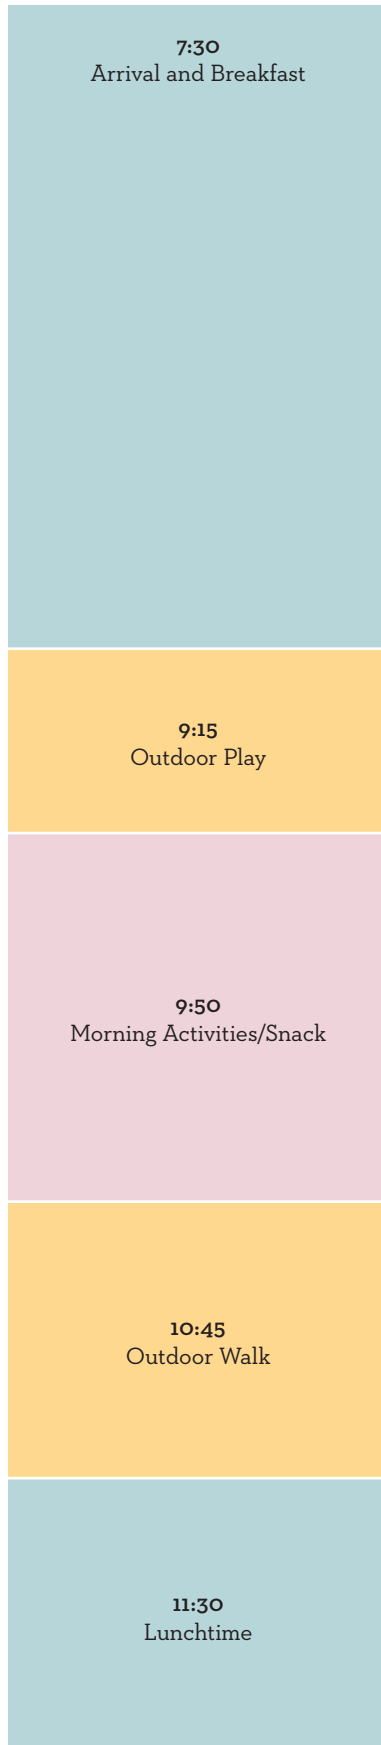 7:30
Arrival and Breakfast
9:15
Outdoor Play
9:50
Morning Activities/Snack
10:45
Outdoor Walk
11:30
Lunchtime